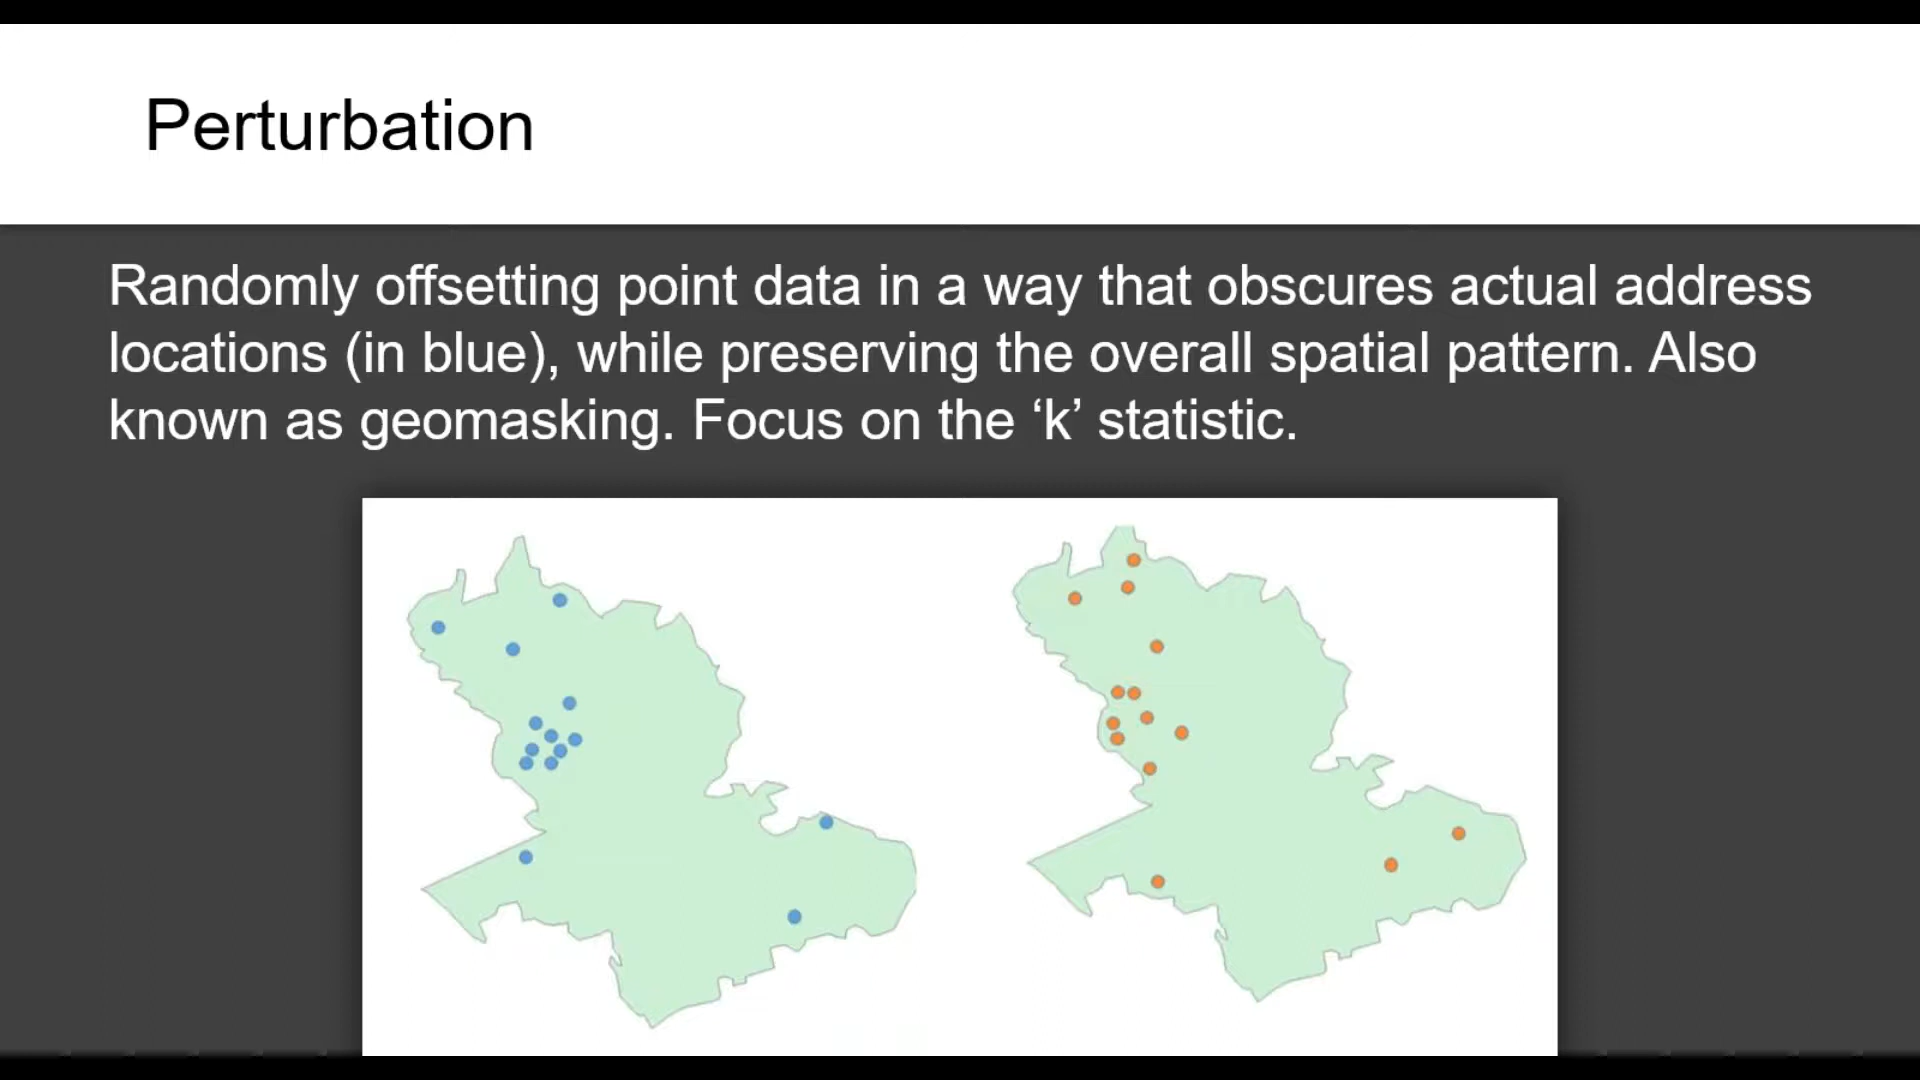 Perturbation
Randomly offsetting point data in a way that obscures actual address
locations (in blue), while preserving the overall spatial pattern. Also
known as geomasking. Focus on the ‘k’ statistic.